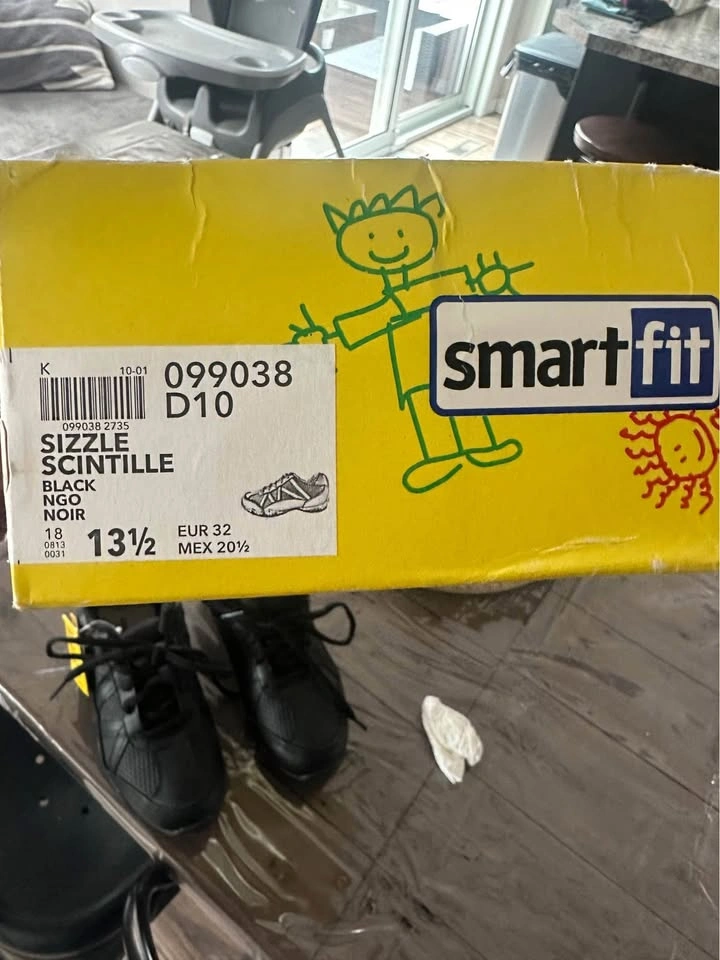 smartfit
K 10-01 099038
D10
099038 2735
SIZZLE
SCINTILLE
BLACK
NGO
NOIR
18
0813
0031
13½
EUR 32
MEX 20½